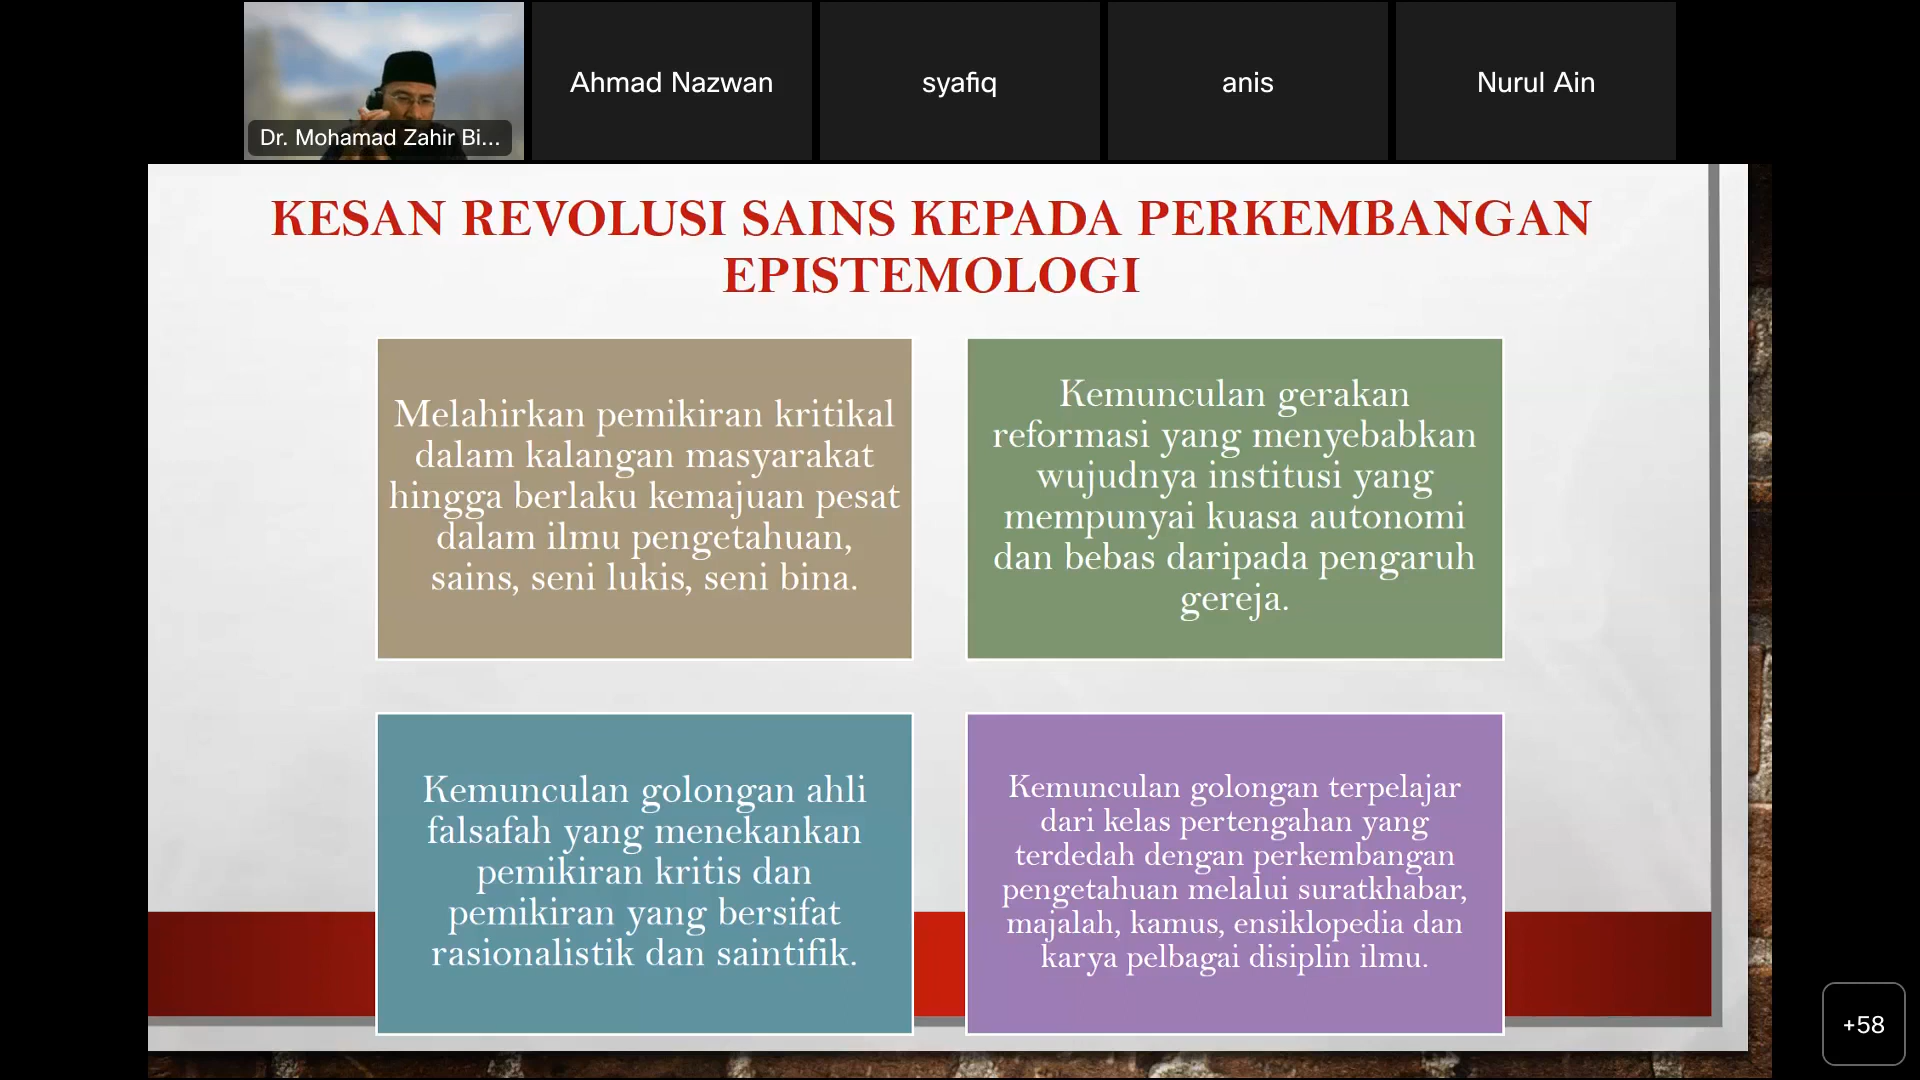 Dr. Mohamad Zahir Bi...
Ahmad Nazwan
syafiq
anis
Nurul Ain
KESAN REVOLUSI SAINS KEPADA PERKEMBANGAN
EPISTEMOLOGI
Melahirkan pemikiran kritikal
dalam kalangan masyarakat
hingga berlaku kemajuan pesat
dalam ilmu pengetahuan,
sains, seni lukis, seni bina.
Kemunculan gerakan
reformasi yang menyebabkan
wujudnya institusi yang
mempunyai kuasa autonomi
dan bebas daripada pengaruh
gereja.
Kemunculan golongan ahli
falsafah yang menekankan
pemikiran kritis dan
pemikiran yang bersifat
rasionalistik dan saintifik.
Kemunculan golongan terpelajar
dari kelas pertengahan yang
terdedah dengan perkembangan
pengetahuan melalui suratkhabar,
majalah, kamus, ensiklopedia dan
karya pelbagai disiplin ilmu.
+58